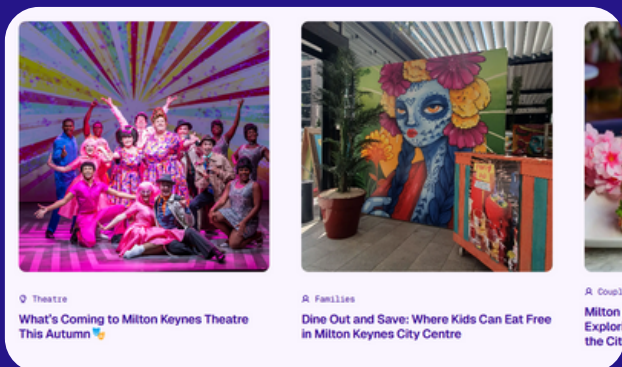 Theatre
What's Coming to Milton Keynes Theatre
This Autumn 🎭
Families
Dine Out and Save: Where Kids Can Eat Free
in Milton Keynes City Centre
Coupl
Milton
Explor
the Cit